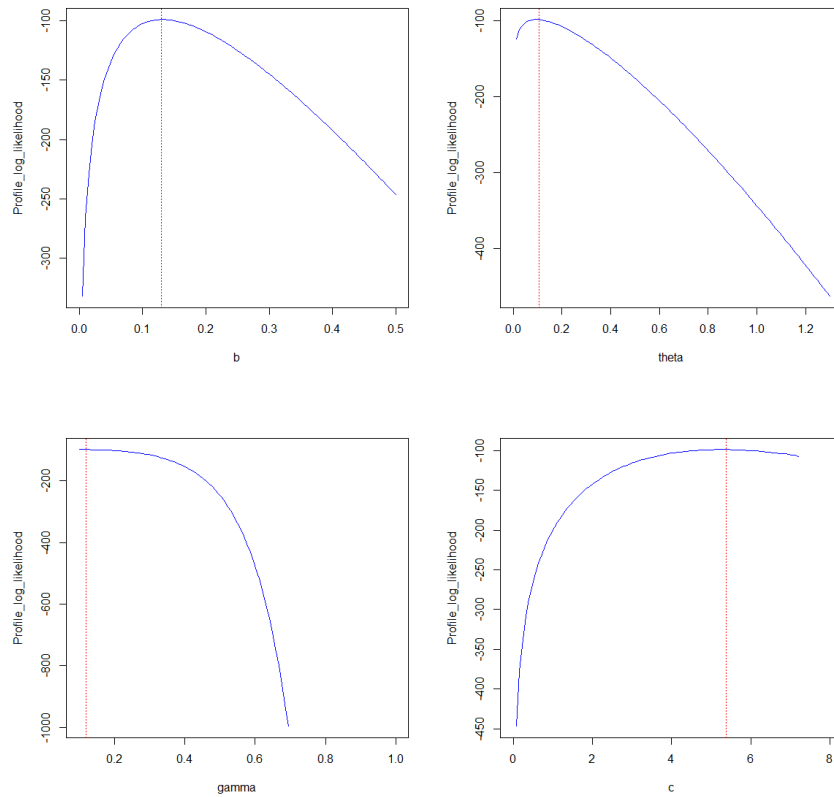 Profile_log_likelihood
-300 -250 -200 -150 -100
0.0 0.1 0.2 0.3 0.4 0.5
b
Profile_log_likelihood
-400 -300 -200 -100
0.0 0.2 0.4 0.6 0.8 1.0 1.2
theta
Profile_log_likelihood
-1000 -800 -600 -400 -200
0.2 0.4 0.6 0.8 1.0
gamma
Profile_log_likelihood
-450 -400 -350 -300 -250 -200 -150 -100
0 2 4 6 8
c